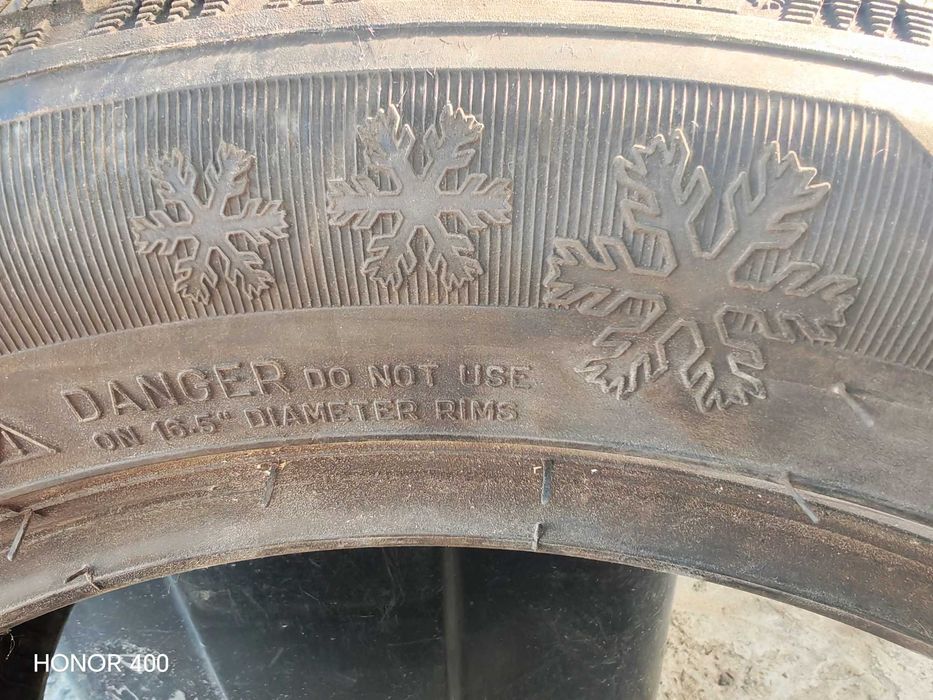 DANGER DO NOT USE
ON 16.5" DIAMETER RIMS
HONOR 400